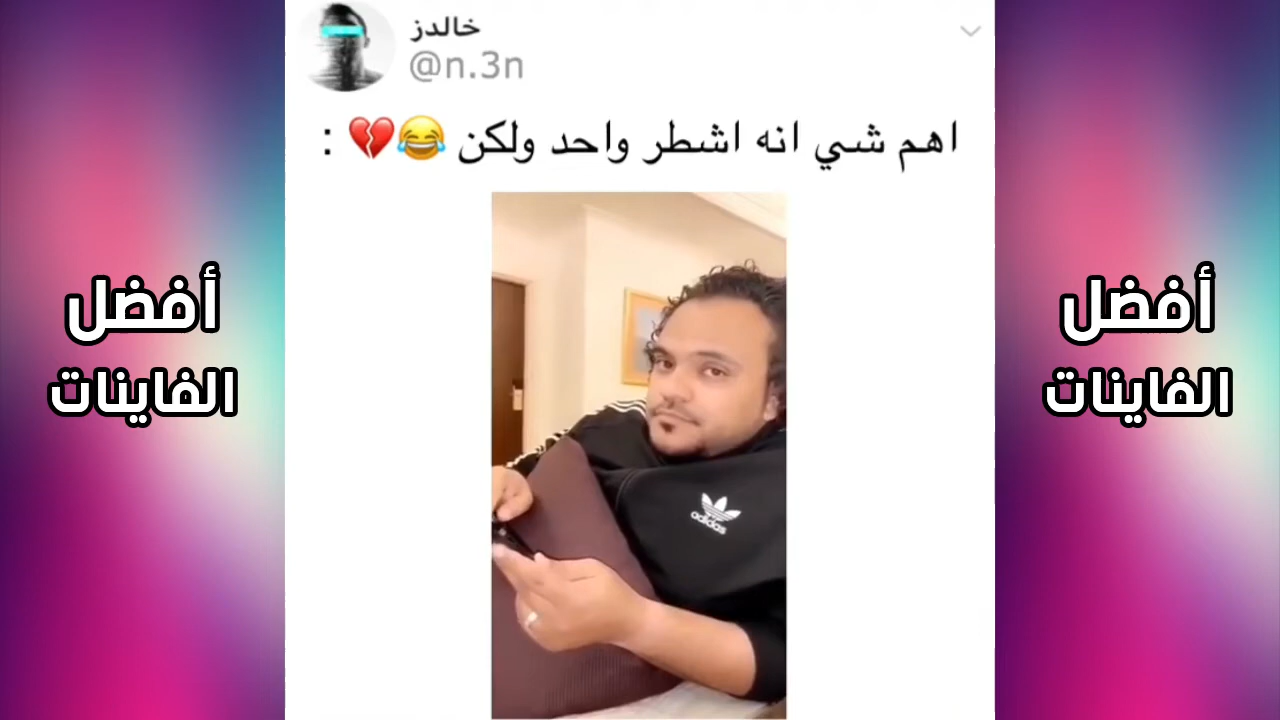 خالدز
@n.3n
اهم شي انه اشطر واحد ولكن 😂💔 :
أفضل
الفاينات
adidas
أفضل
الفاينات